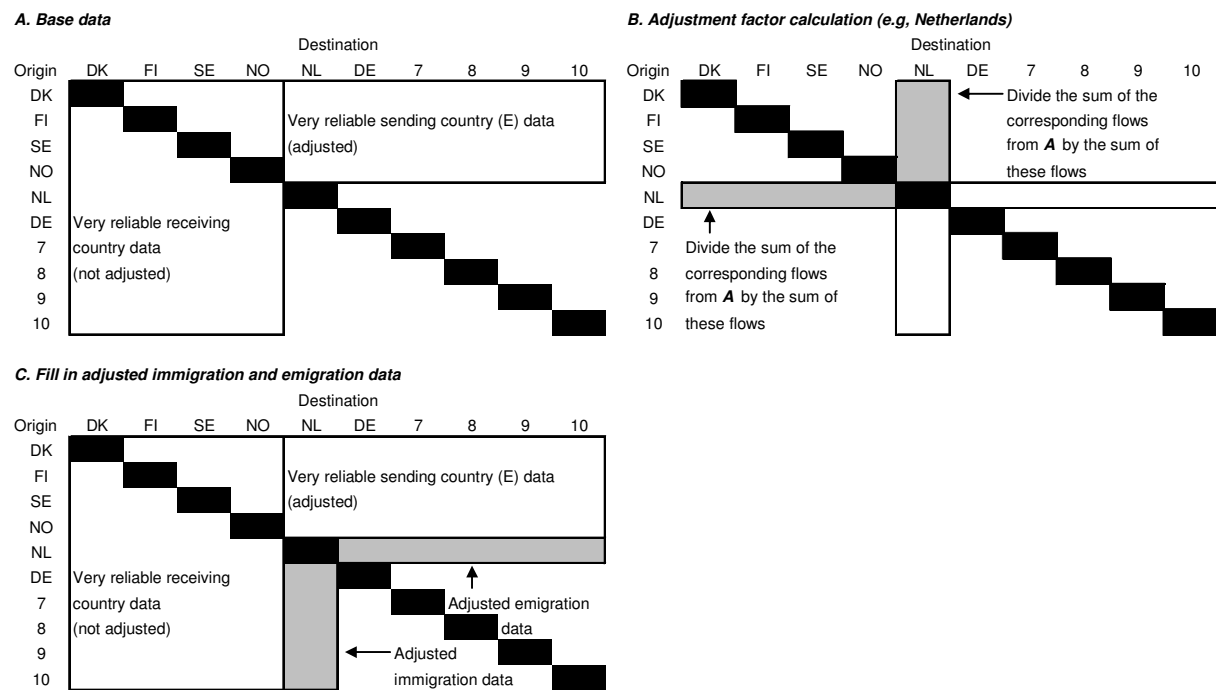 A. Base data
Destination
Origin DK FI SE NO NL DE 7 8 9 10
DK
FI Very reliable sending country (E) data
SE (adjusted)
NO
NL
DE Very reliable receiving
7 country data
8 (not adjusted)
9
10
B. Adjustment factor calculation (e.g, Netherlands)
Destination
Origin DK FI SE NO NL DE 7 8 9 10
DK Divide the sum of the
FI corresponding flows
SE from A by the sum of
NO these flows
NL
DE
7 Divide the sum of the
8 corresponding flows
9 from A by the sum of
10 these flows
C. Fill in adjusted immigration and emigration data
Destination
Origin DK FI SE NO NL DE 7 8 9 10
DK
FI Very reliable sending country (E) data
SE (adjusted)
NO
NL
DE Very reliable receiving
7 country data Adjusted emigration
8 (not adjusted) data
9 Adjusted
10 immigration data